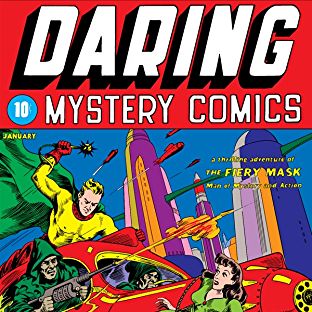 DARING
10¢
MYSTERY COMICS
JANUARY
a thrilling adventure of
THE FIERY MASK
Man of Mystery and Action